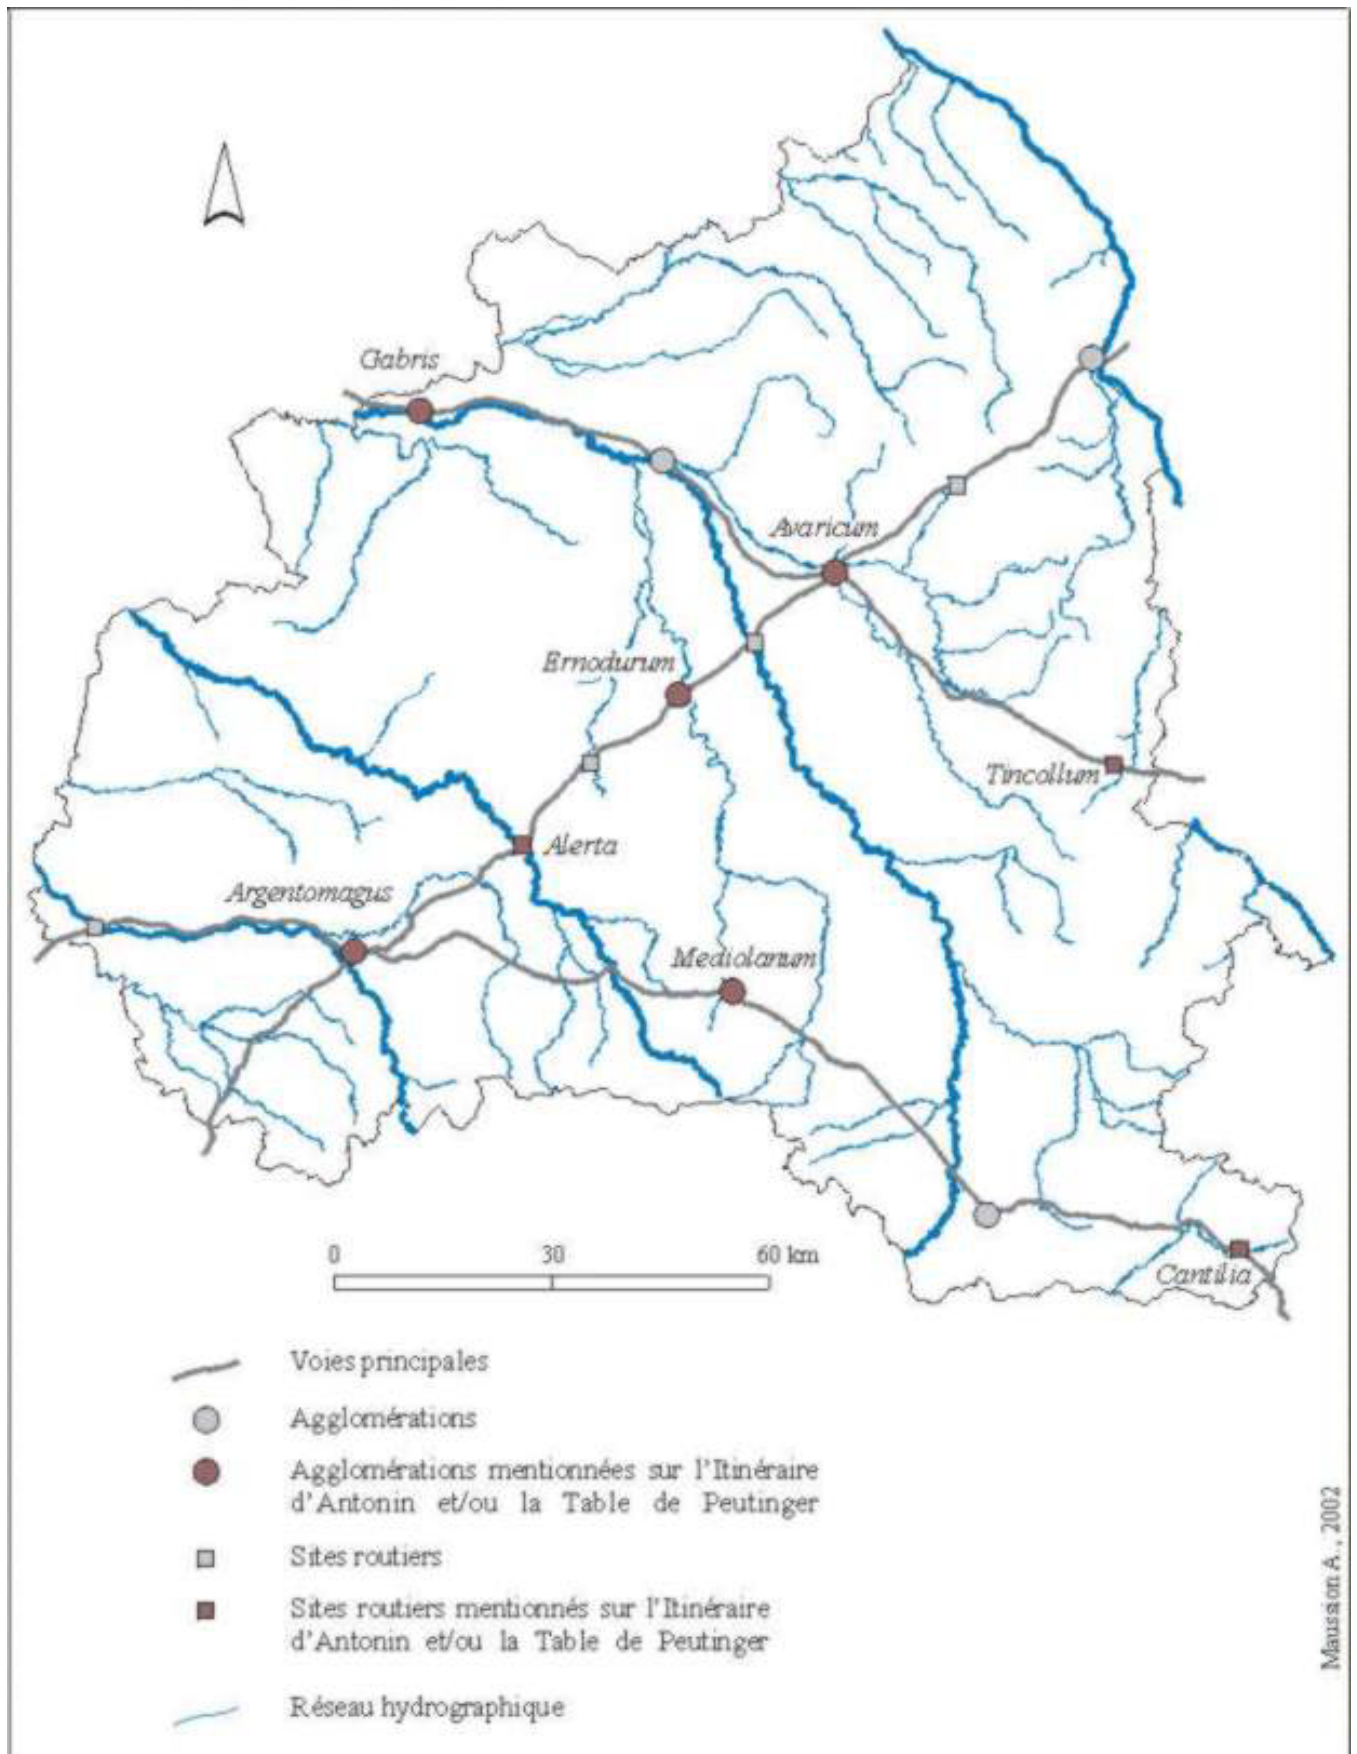 Gabris
Avaricum
Ernodurum
Tincollum
Alerta
Argentomagus
Mediolanum
0 30 60 km
Cantilia
Voies principales
Agglomérations
Agglomérations mentionnées sur l'Itinéraire
d'Antonin et/ou la Table de Peutinger
Sites routiers
Sites routiers mentionnés sur l'Itinéraire
d'Antonin et/ou la Table de Peutinger
Réseau hydrographique
Maussion A., 2002